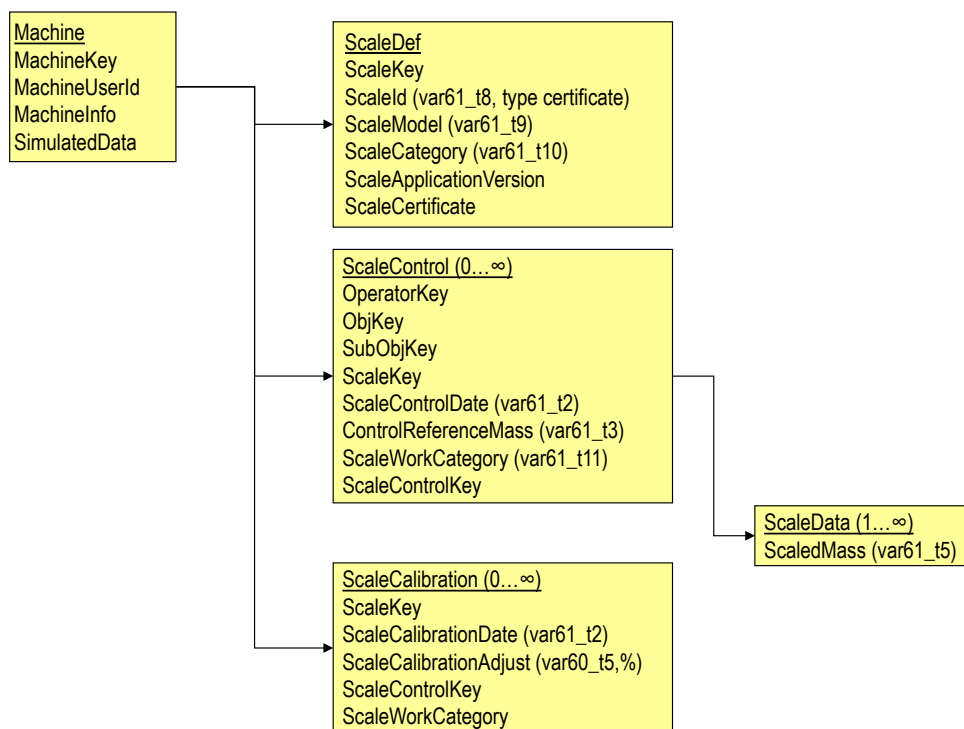 Machine
MachineKey
MachineUserId
MachineInfo
SimulatedData
ScaleDef
ScaleKey
ScaleId (var61_t8, type certificate)
ScaleModel (var61_t9)
ScaleCategory (var61_t10)
ScaleApplicationVersion
ScaleCertificate
ScaleControl (0…∞)
OperatorKey
ObjKey
SubObjKey
ScaleKey
ScaleControlDate (var61_t2)
ControlReferenceMass (var61_t3)
ScaleWorkCategory (var61_t11)
ScaleControlKey
ScaleData (1…∞)
ScaledMass (var61_t5)
ScaleCalibration (0…∞)
ScaleKey
ScaleCalibrationDate (var61_t2)
ScaleCalibrationAdjust (var60_t5,%)
ScaleControlKey
ScaleWorkCategory